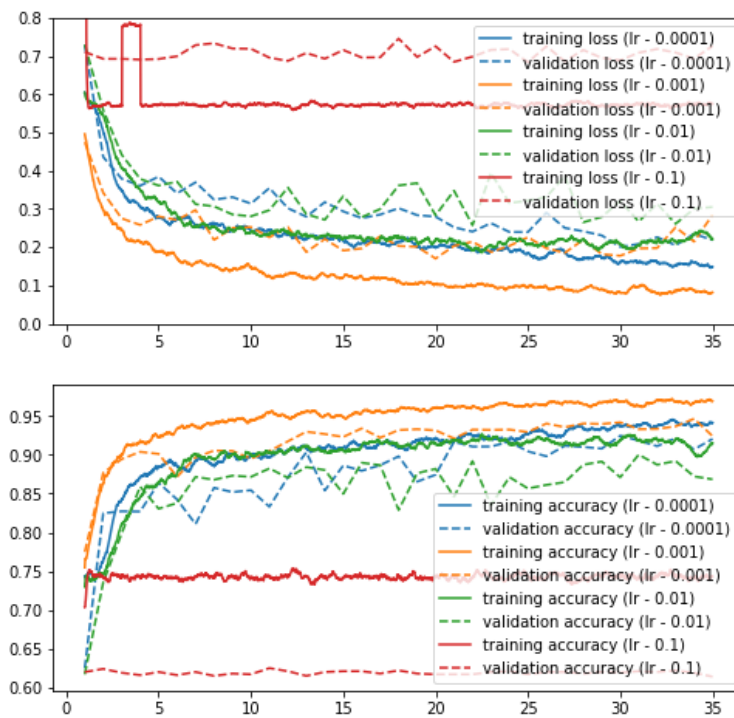 0.8
0.7
0.6
0.5
0.4
0.3
0.2
0.1
0.0
0 5 10 15 20 25 30 35
training loss (lr - 0.0001)
validation loss (lr - 0.0001)
training loss (lr - 0.001)
validation loss (lr - 0.001)
training loss (lr - 0.01)
validation loss (lr - 0.01)
training loss (lr - 0.1)
validation loss (lr - 0.1)
0.95
0.90
0.85
0.80
0.75
0.70
0.65
0.60
0 5 10 15 20 25 30 35
training accuracy (lr - 0.0001)
validation accuracy (lr - 0.0001)
training accuracy (lr - 0.001)
validation accuracy (lr - 0.001)
training accuracy (lr - 0.01)
validation accuracy (lr - 0.01)
training accuracy (lr - 0.1)
validation accuracy (lr - 0.1)